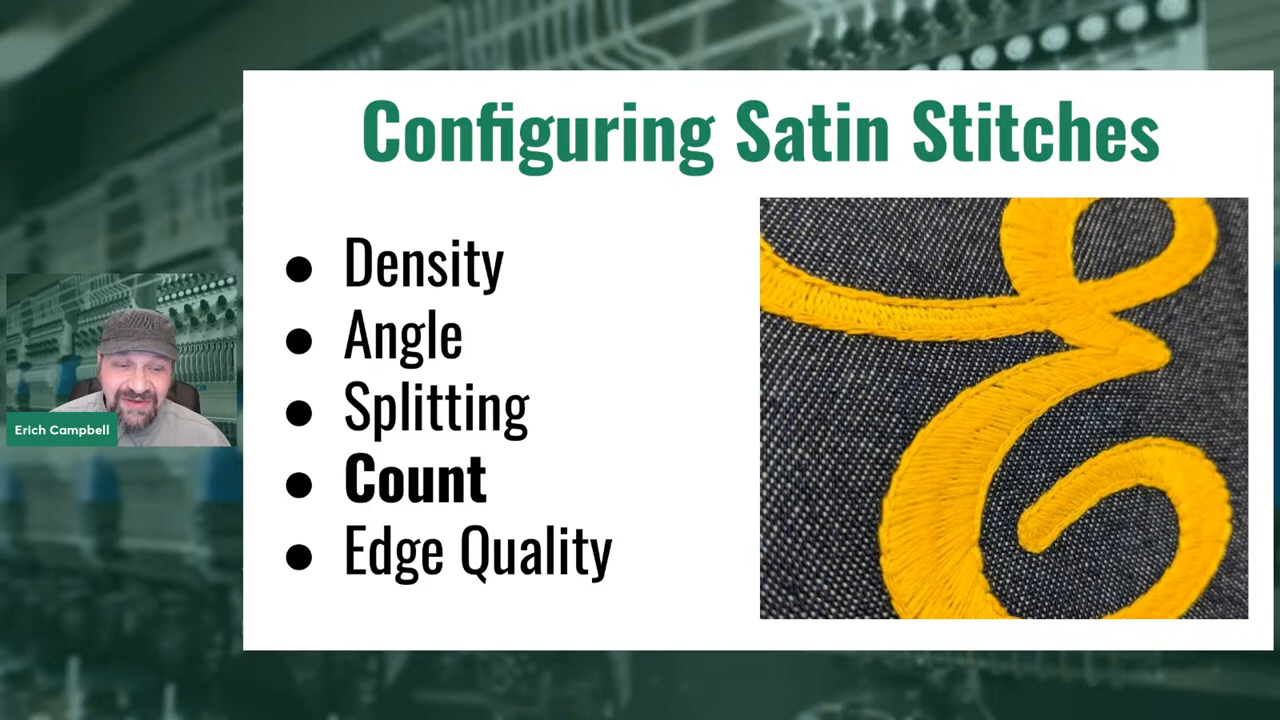 Configuring Satin Stitches
● Density
● Angle
● Splitting
● Count
● Edge Quality
Erich Campbell